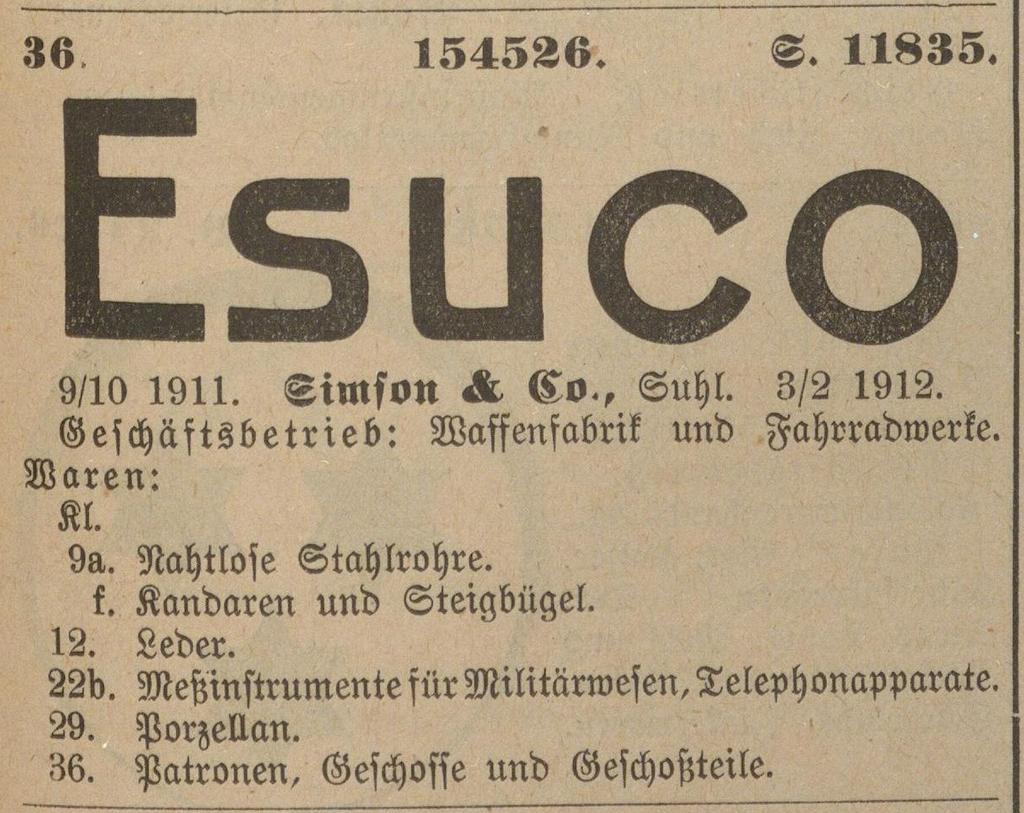 36. 154526. S. 11835.
Esuco
9/10 1911. Simson & Co., Suhl. 3/2 1912.
Geschäftsbetrieb: Waffenfabrik und Fahrradwerke.
Waren:
Kl.
9a. Nahtlose Stahlrohre.
f. Kandaren und Steigbügel.
12. Leder.
22b. Meßinstrumente für Militärwesen, Telephonapparate.
29. Porzellan.
36. Patronen, Geschosse und Geschoßteile.